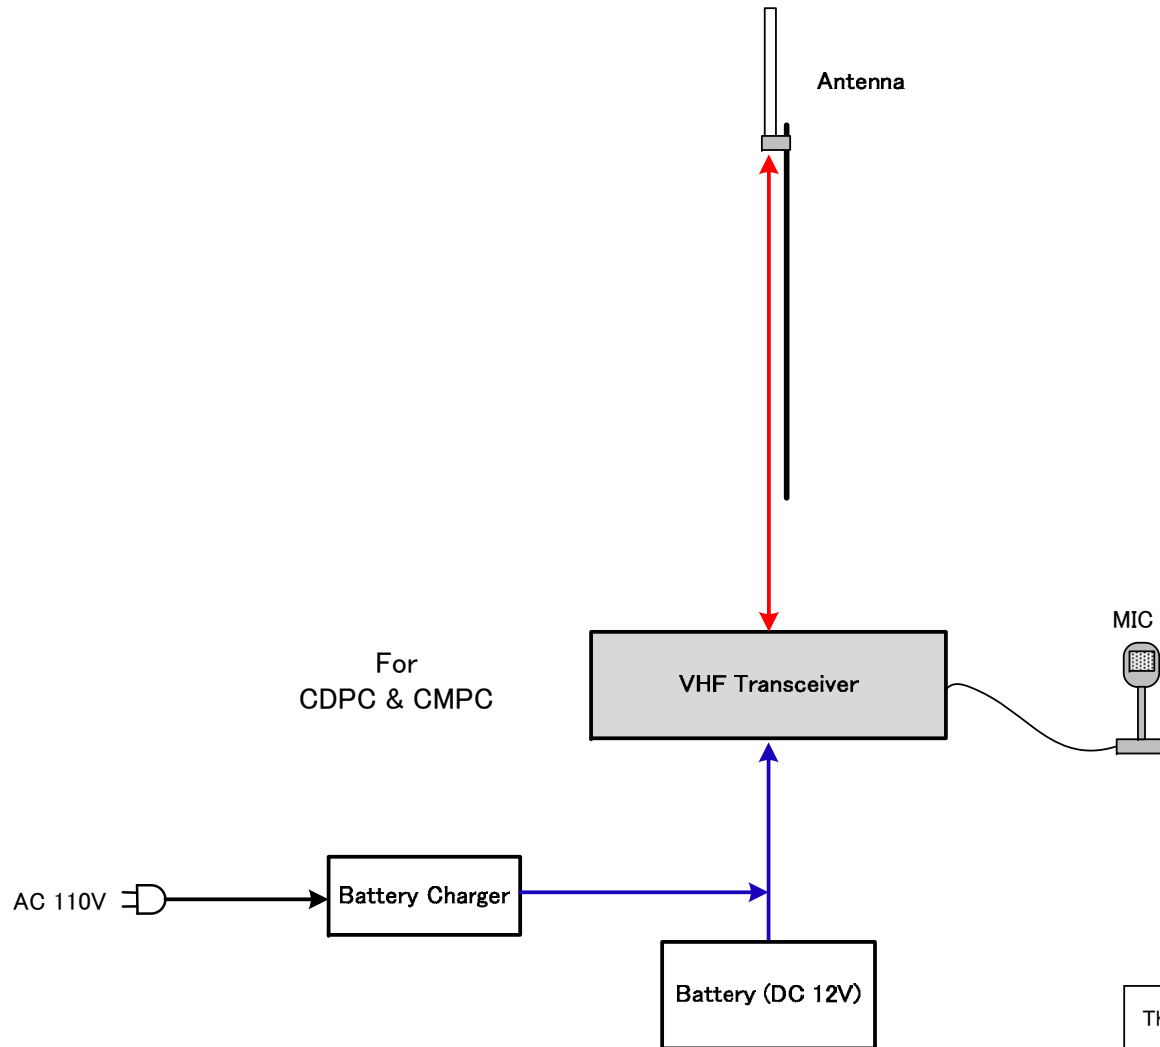 Antenna
MIC
For
CDPC & CMPC
VHF Transceiver
AC 110V
Battery Charger
Battery (DC 12V)